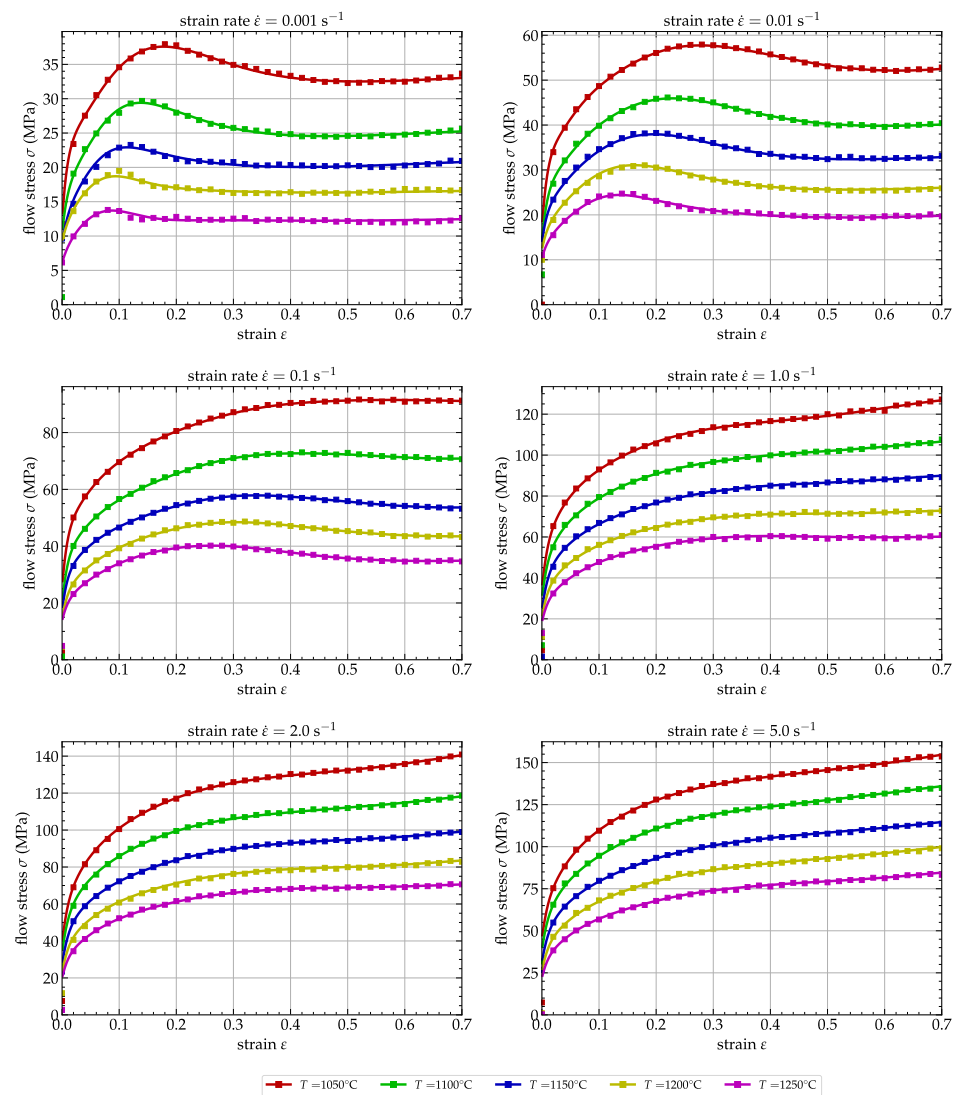 strain rate ε̇ = 0.001 s⁻¹
strain rate ε̇ = 0.01 s⁻¹
flow stress σ (MPa)
35
30
25
20
15
10
5
0
0.0 0.1 0.2 0.3 0.4 0.5 0.6 0.7
strain ε
flow stress σ (MPa)
60
50
40
30
20
10
0
0.0 0.1 0.2 0.3 0.4 0.5 0.6 0.7
strain ε
strain rate ε̇ = 0.1 s⁻¹
strain rate ε̇ = 1.0 s⁻¹
flow stress σ (MPa)
80
60
40
20
0
0.0 0.1 0.2 0.3 0.4 0.5 0.6 0.7
strain ε
flow stress σ (MPa)
120
100
80
60
40
20
0
0.0 0.1 0.2 0.3 0.4 0.5 0.6 0.7
strain ε
strain rate ε̇ = 2.0 s⁻¹
strain rate ε̇ = 5.0 s⁻¹
flow stress σ (MPa)
140
120
100
80
60
40
20
0
0.0 0.1 0.2 0.3 0.4 0.5 0.6 0.7
strain ε
flow stress σ (MPa)
150
125
100
75
50
25
0
0.0 0.1 0.2 0.3 0.4 0.5 0.6 0.7
strain ε
T =1050°C T =1100°C T =1150°C T =1200°C T =1250°C